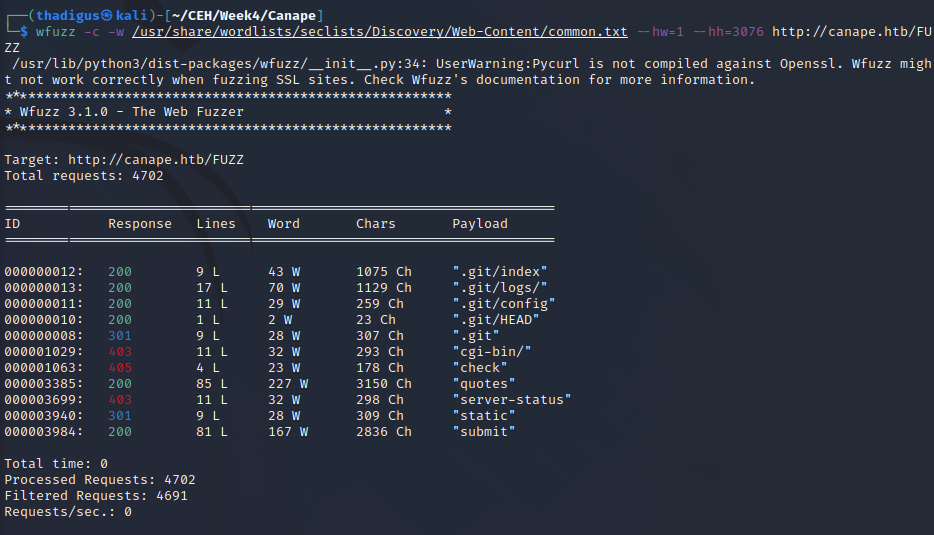 ┌──(thadigus㉿kali)-[~/CEH/Week4/Canape]
└─$ wfuzz -c -w /usr/share/wordlists/seclists/Discovery/Web-Content/common.txt --hw=1 --hh=3076 http://canape.htb/FU
ZZ
 /usr/lib/python3/dist-packages/wfuzz/__init__.py:34: UserWarning:Pycurl is not compiled against Openssl. Wfuzz migh
t not work correctly when fuzzing SSL sites. Check Wfuzz's documentation for more information.
********************************************************
* Wfuzz 3.1.0 - The Web Fuzzer                         *
********************************************************

Target: http://canape.htb/FUZZ
Total requests: 4702

=====================================================================
ID           Response   Lines    Word       Chars       Payload
=====================================================================

000000012:   200        9 L      43 W       1075 Ch     ".git/index"
000000013:   200        17 L     70 W       1129 Ch     ".git/logs/"
000000011:   200        11 L     29 W       259 Ch      ".git/config"
000000010:   200        1 L      2 W        23 Ch       ".git/HEAD"
000000008:   301        9 L      28 W       307 Ch      ".git"
000001029:   403        11 L     32 W       293 Ch      "cgi-bin/"
000001063:   405        4 L      23 W       178 Ch      "check"
000003385:   200        85 L     227 W      3150 Ch     "quotes"
000003699:   403        11 L     32 W       298 Ch      "server-status"
000003940:   301        9 L      28 W       309 Ch      "static"
000003984:   200        81 L     167 W      2836 Ch     "submit"

Total time: 0
Processed Requests: 4702
Filtered Requests: 4691
Requests/sec.: 0